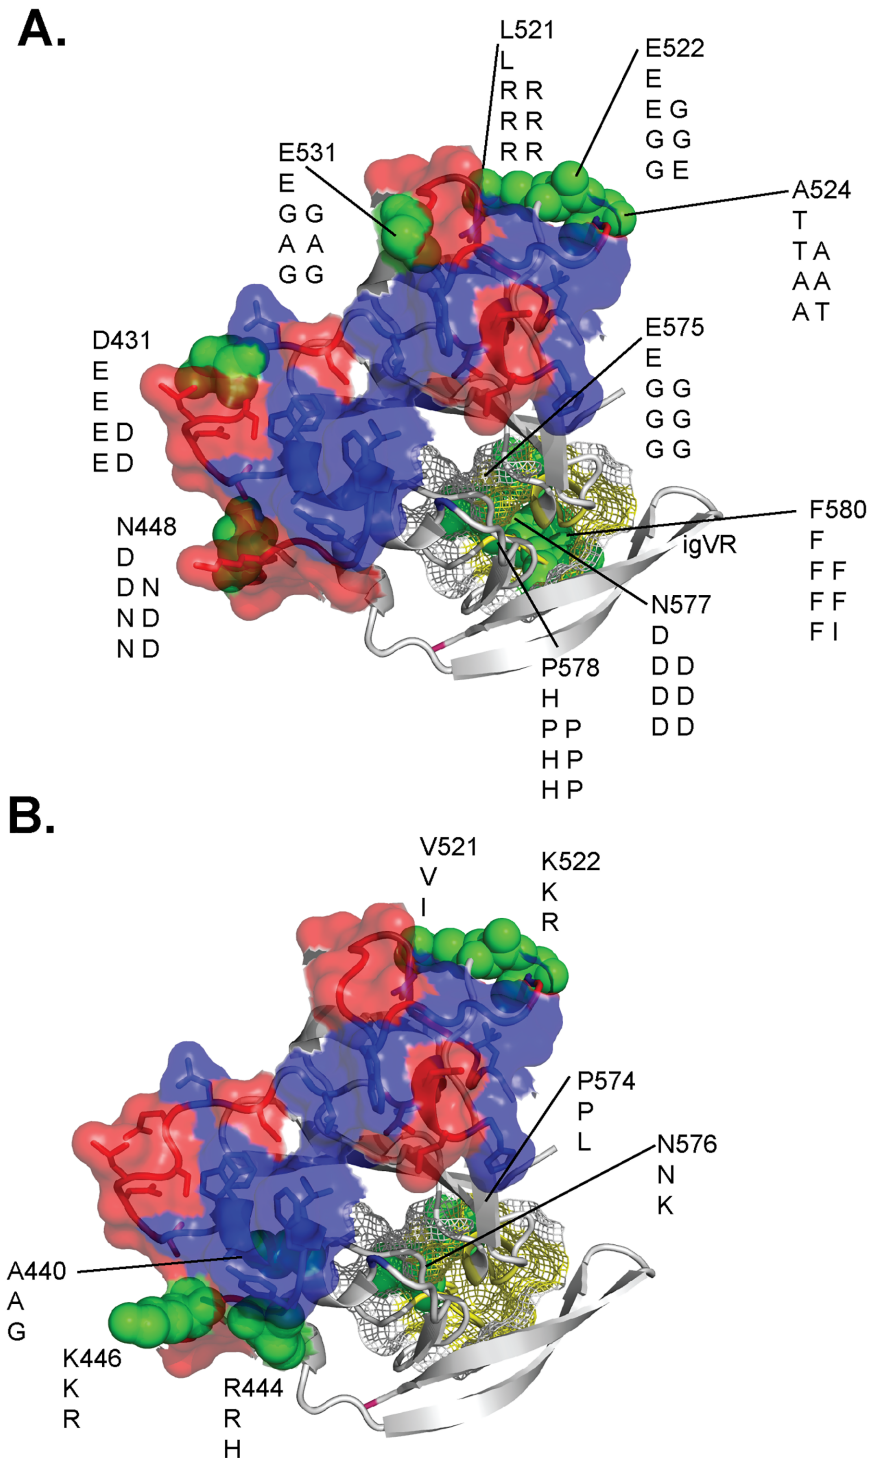 A.
L521
L
R R
R R
R R
E522
E
E G
G G
G E
E531
E
G G
A A
G G
A524
T
T A
A A
A T
D431
E
E
E D
E D
E575
E
G G
G G
G G
N448
D
D N
N D
N D
F580
F
F F
F F
F I
igVR
N577
D
D D
D D
D D
P578
H
P P
H P
H P
B.
V521
V
I
K522
K
R
P574
P
L
N576
N
K
A440
A
G
K446
K
R
R444
R
H